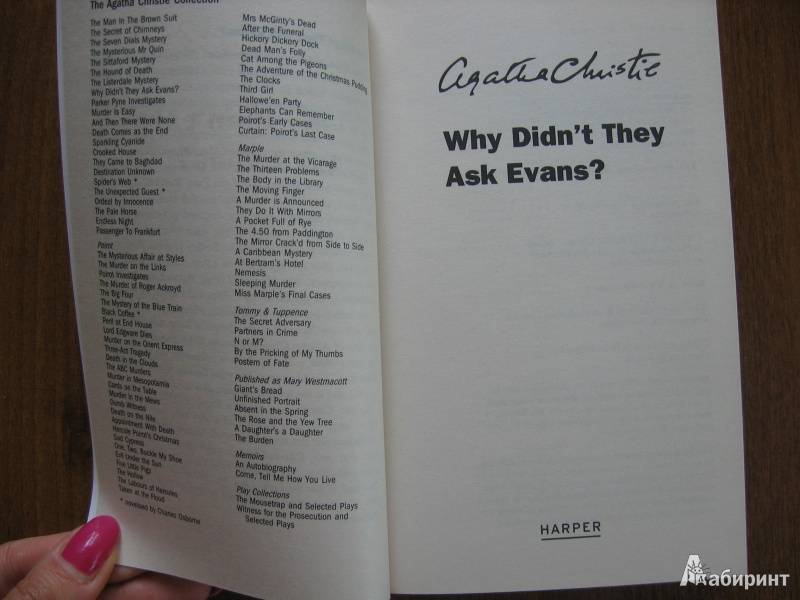 The Agatha Christie Collection
The Man In The Brown Suit
The Secret of Chimneys
The Seven Dials Mystery
The Mysterious Mr Quin
The Sittaford Mystery
The Hound of Death
The Listerdale Mystery
Why Didn't They Ask Evans?
Parker Pyne Investigates
Murder is Easy
And Then There Were None
Death Comes as the End
Sparkling Cyanide
Crooked House
They Came to Baghdad
Destination Unknown
Spider's Web *
The Unexpected Guest *
Ordeal by Innocence
The Pale Horse
Endless Night
Passenger To Frankfurt
Poirot
The Mysterious Affair at Styles
The Murder on the Links
Poirot Investigates
The Murder of Roger Ackroyd
The Big Four
The Mystery of the Blue Train
Black Coffee *
Peril at End House
Lord Edgware Dies
Murder on the Orient Express
Three-Act Tragedy
Death in the Clouds
The ABC Murders
Murder in Mesopotamia
Cards on the Table
Murder in the Mews
Dumb Witness
Death on the Nile
Appointment With Death
Hercule Poirot's Christmas
Sad Cypress
One, Two, Buckle My Shoe
Evil Under the Sun
Five Little Pigs
The Hollow
The Labours of Hercules
Taken at the Flood
* novelised by Charles Osborne
Mrs McGinty's Dead
After the Funeral
Hickory Dickory Dock
Dead Man's Folly
Cat Among the Pigeons
The Adventure of the Christmas Pudding
The Clocks
Third Girl
Hallowe'en Party
Elephants Can Remember
Poirot's Early Cases
Curtain: Poirot's Last Case
Marple
The Murder at the Vicarage
The Thirteen Problems
The Body in the Library
The Moving Finger
A Murder is Announced
They Do It With Mirrors
A Pocket Full of Rye
The 4.50 from Paddington
The Mirror Crack'd from Side to Side
A Caribbean Mystery
At Bertram's Hotel
Nemesis
Sleeping Murder
Miss Marple's Final Cases
Tommy & Tuppence
The Secret Adversary
Partners in Crime
N or M?
By the Pricking of My Thumbs
Postern of Fate
Published as Mary Westmacott
Giant's Bread
Unfinished Portrait
Absent in the Spring
The Rose and the Yew Tree
A Daughter's a Daughter
The Burden
Memoirs
An Autobiography
Come, Tell Me How You Live
Play Collections
The Mousetrap and Selected Plays
Witness for the Prosecution and
Selected Plays
Agatha Christie
Why Didn't They
Ask Evans?
HARPER
Лабиринт